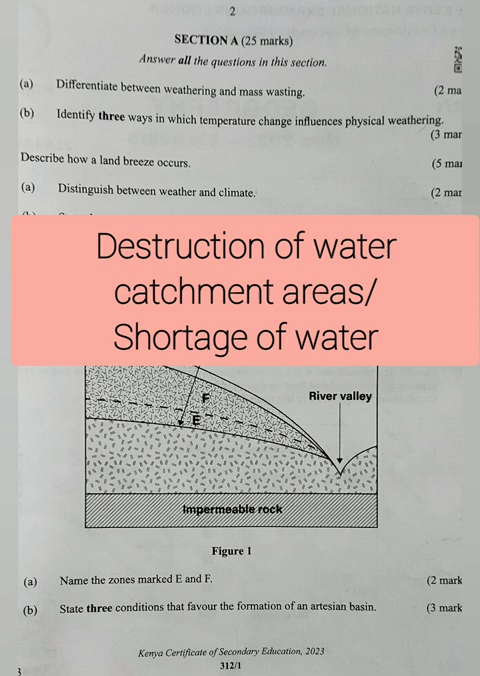 2
SECTION A (25 marks)
Answer all the questions in this section.
(a) Differentiate between weathering and mass wasting. (2 ma
(b) Identify three ways in which temperature change influences physical weathering.
(3 mar
Describe how a land breeze occurs. (5 mar
(a) Distinguish between weather and climate. (2 mar
Destruction of water
catchment areas/
Shortage of water
F
River valley
E
Impermeable rock
Figure 1
(a) Name the zones marked E and F. (2 mark
(b) State three conditions that favour the formation of an artesian basin. (3 mark
Kenya Certificate of Secondary Education, 2023
312/1
3